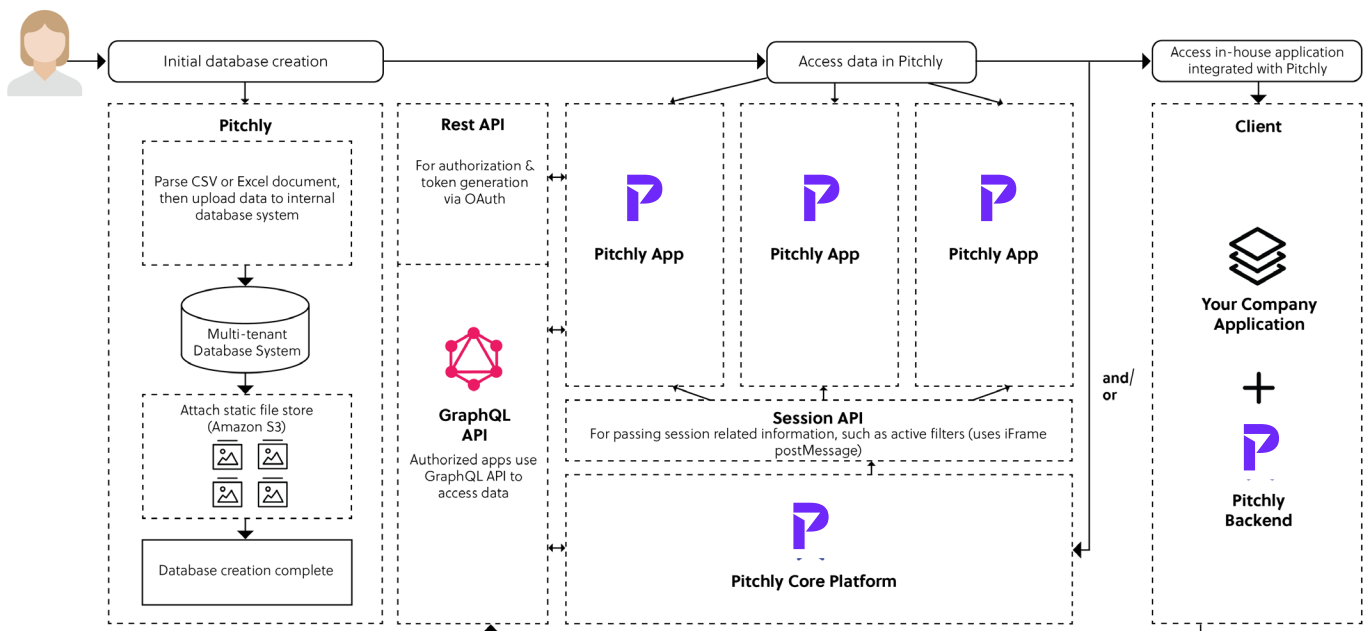 Initial database creation
Access data in Pitchly
Access in-house application
integrated with Pitchly
Pitchly
Parse CSV or Excel document,
then upload data to internal
database system
Multi-tenant
Database System
Attach static file store
(Amazon S3)
Database creation complete
Rest API
For authorization &
token generation
via OAuth
GraphQL
API
Authorized apps use
GraphQL API to
access data
Pitchly App
Pitchly App
Pitchly App
Session API
For passing session related information, such as active filters (uses iFrame
postMessage)
Pitchly Core Platform
and/
or
Client
Your Company
Application
Pitchly
Backend